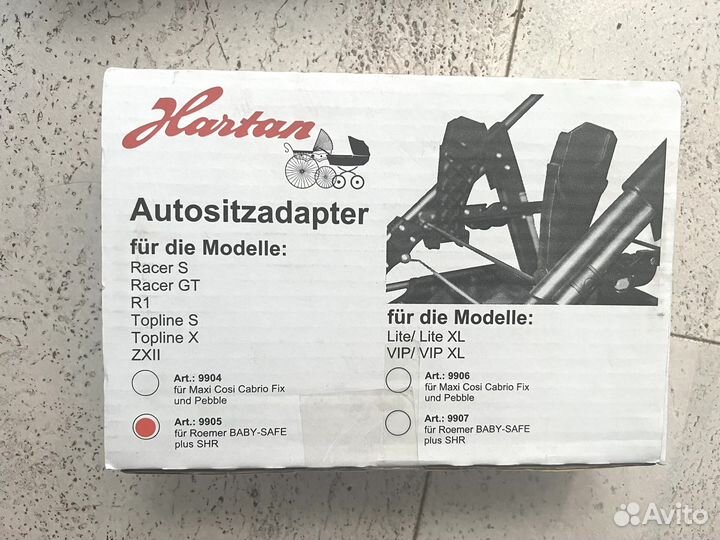 Hartan
Autositzadapter
für die Modelle:
Racer S
Racer GT
R1
Topline S
Topline X
ZXII
Art.: 9904
für Maxi Cosi Cabrio Fix
und Pebble
Art.: 9905
für Roemer BABY-SAFE
plus SHR
für die Modelle:
Lite/ Lite XL
VIP/ VIP XL
Art.: 9906
für Maxi Cosi Cabrio Fix
und Pebble
Art.: 9907
für Roemer BABY-SAFE
plus SHR
Avito